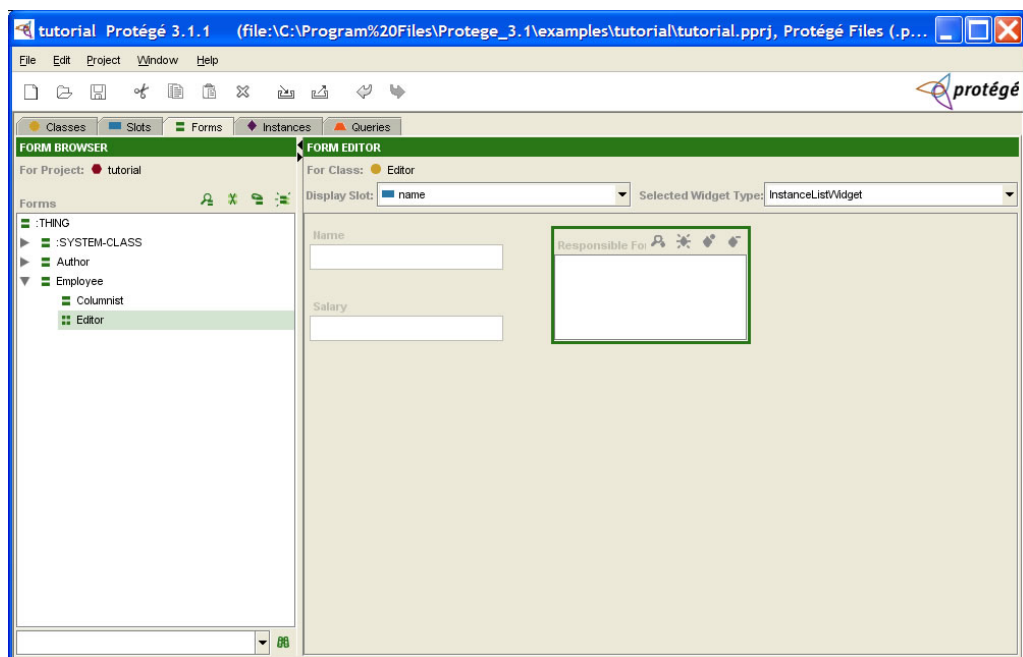 tutorial Protégé 3.1.1 (file:\C:\Program%20Files\Protege_3.1\examples\tutorial\tutorial.pprj, Protégé Files (.p...
File Edit Project Window Help
protégé
Classes Slots Forms Instances Queries
FORM BROWSER
For Project: tutorial
Forms
:THING
:SYSTEM-CLASS
Author
Employee
Columnist
Editor
FORM EDITOR
For Class: Editor
Display Slot: name Selected Widget Type: InstanceListWidget
Name
Responsible For
Salary